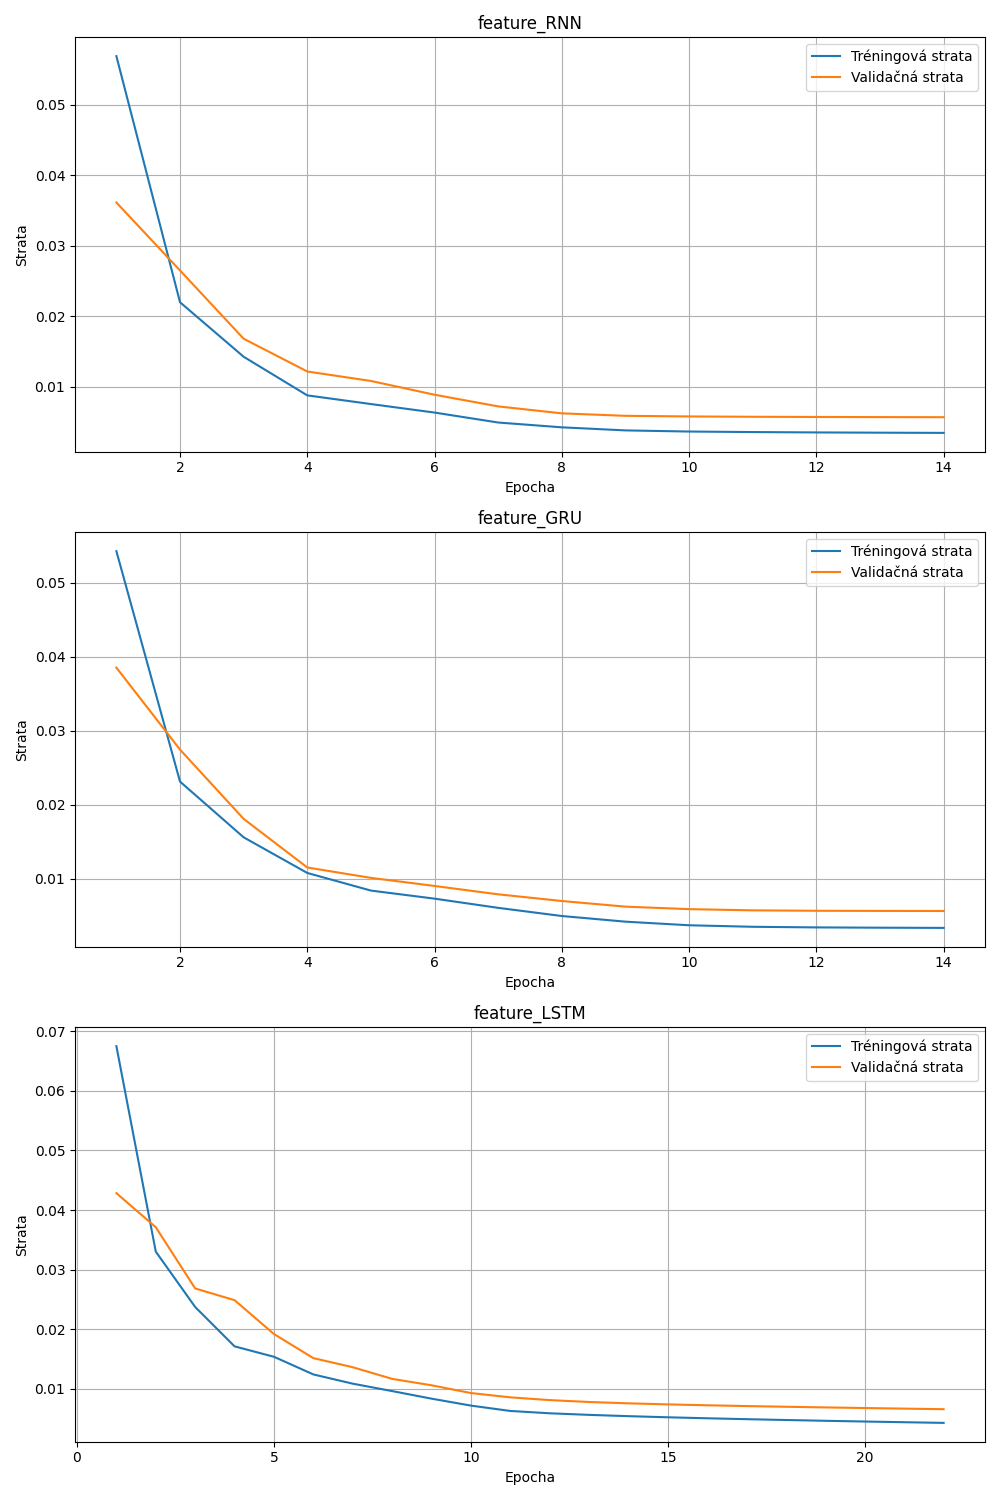 feature_RNN
Tréningová strata
Validačná strata
0.05
0.04
0.03
0.02
0.01
Strata
2 4 6 8 10 12 14
Epocha
feature_GRU
Tréningová strata
Validačná strata
0.05
0.04
0.03
0.02
0.01
Strata
2 4 6 8 10 12 14
Epocha
feature_LSTM
Tréningová strata
Validačná strata
0.07
0.06
0.05
0.04
0.03
0.02
0.01
Strata
0 5 10 15 20
Epocha